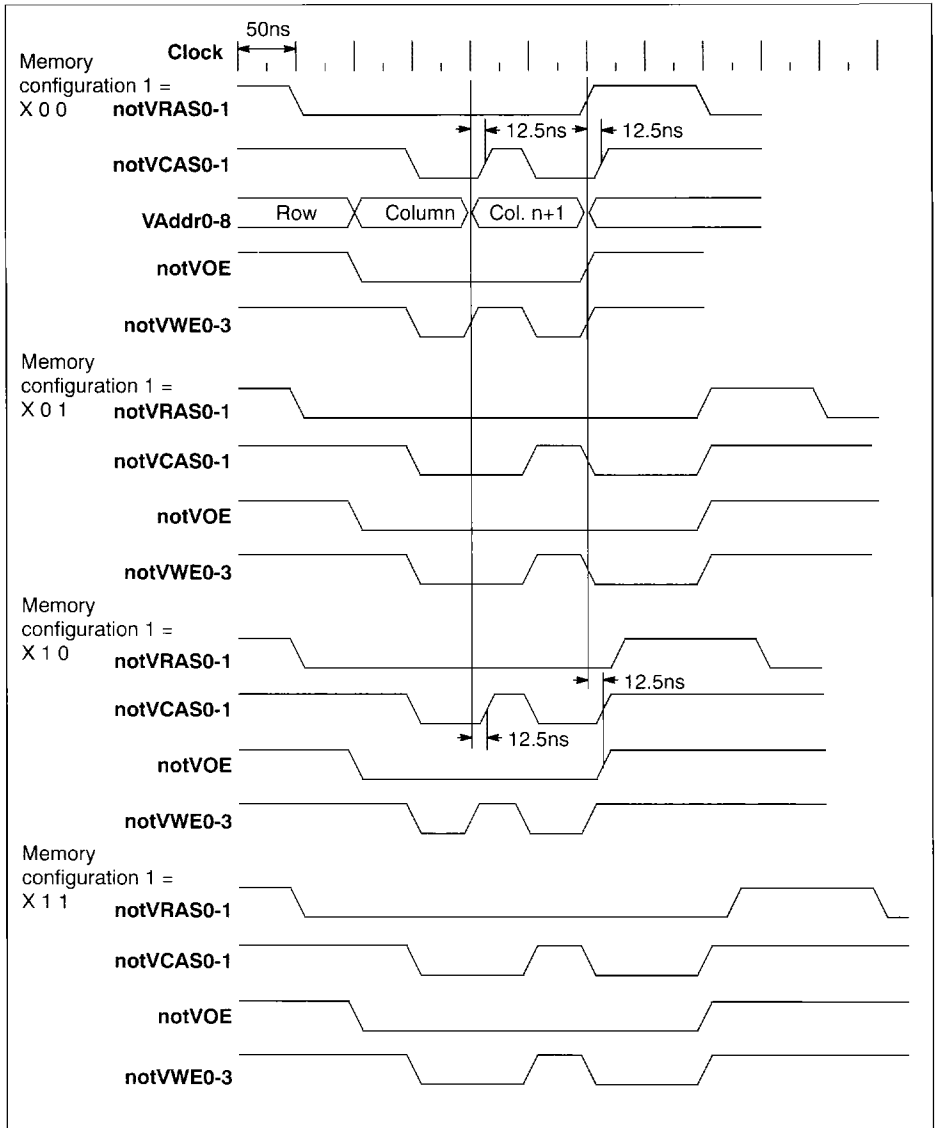 50ns
Clock
Memory
configuration 1 =
X 0 0
notVRAS0-1
12.5ns
12.5ns
notVCAS0-1
VAddr0-8
Row
Column
Col. n+1
notVOE
notVWE0-3
Memory
configuration 1 =
X 0 1
notVRAS0-1
notVCAS0-1
notVOE
notVWE0-3
Memory
configuration 1 =
X 1 0
notVRAS0-1
12.5ns
notVCAS0-1
12.5ns
notVOE
notVWE0-3
Memory
configuration 1 =
X 1 1
notVRAS0-1
notVCAS0-1
notVOE
notVWE0-3